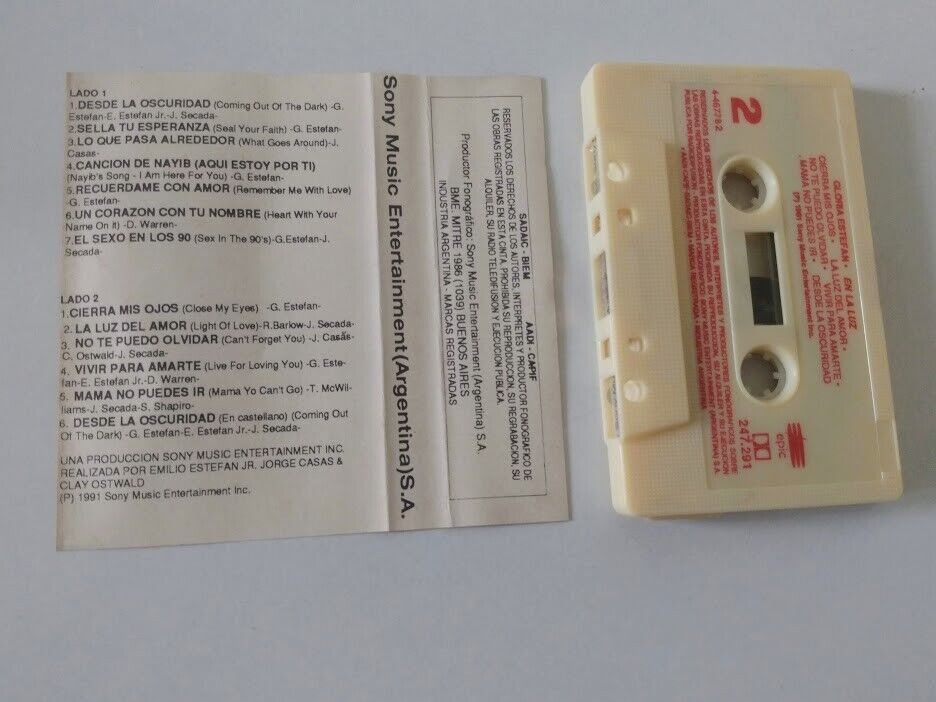 LADO 1
1.DESDE LA OSCURIDAD (Coming Out Of The Dark) -G.
Estefan-E. Estefan Jr.-J. Secada-
2.SELLA TU ESPERANZA (Seal Your Faith) -G. Estefan-
3.LO QUE PASA ALREDEDOR (What Goes Around)-J.
Casas-
4.CANCION DE NAYIB (AQUI ESTOY POR TI)
(Nayib's Song - I Am Here For You) -G. Estefan-
5.RECUERDAME CON AMOR (Remember Me With Love)
-G. Estefan-
6.UN CORAZON CON TU NOMBRE (Heart With Your
Name On It) -D. Warren-
7.EL SEXO EN LOS 90 (Sex In The 90's)-G.Estefan-J.
Secada-
LADO 2
1.CIERRA MIS OJOS (Close My Eyes) -G. Estefan-
2. LA LUZ DEL AMOR (Light Of Love)-R.Barlow-J. Secada-
3. NO TE PUEDO OLVIDAR (Can't Forget You) -J. Casas-
C. Ostwald-J. Secada-
4. VIVIR PARA AMARTE (Live For Loving You) -G. Este-
fan-E. Estefan Jr.-D. Warren-
5. MAMA NO PUEDES IR (Mama Yo Can't Go) -T. McWil-
liams-J. Secada-S. Shapiro-
6. DESDE LA OSCURIDAD (En castellano) (Coming Out
Of The Dark) -G. Estefan-E. Estefan Jr.-J. Secada-
UNA PRODUCCION SONY MUSIC ENTERTAINMENT INC.
REALIZADA POR EMILIO ESTEFAN JR. JORGE CASAS &
CLAY OSTWALD
(P) 1991 Sony Music Entertainment Inc.
Sony Music Entertainment (Argentina) S.A.
SADAIC - BIEM AADI - CAPIF
RESERVADOS LOS DERECHOS DE LOS AUTORES, INTERPRETES Y PRODUCTOR FONOGRAFICO DE
LAS OBRAS REGISTRADAS EN ESTA CINTA. PROHIBIDA SU REPRODUCCION, SU REGRABACION, SU
ALQUILER, SU RADIO TELEDIFUSION Y EJECUCION PUBLICA.
Productor Fonográfico: Sony Music Entertainment (Argentina) S.A.
BME. MITRE 1986 (1039) BUENOS AIRES
INDUSTRIA ARGENTINA - MARCAS REGISTRADAS
GLORIA ESTEFAN • EN LA LUZ
CIERRA MIS OJOS • LA LUZ DEL AMOR •
NO TE PUEDO OLVIDAR • VIVIR PARA AMARTE •
MAMA NO PUEDES IR • DESDE LA OSCURIDAD
(P) 1991 Sony Music Entertainment Inc.
2
4-467782
epic
247.291